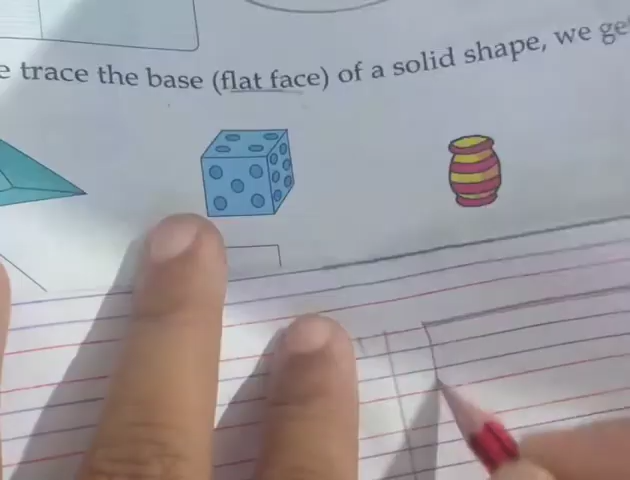 e trace the base (flat face) of a solid shape, we ge